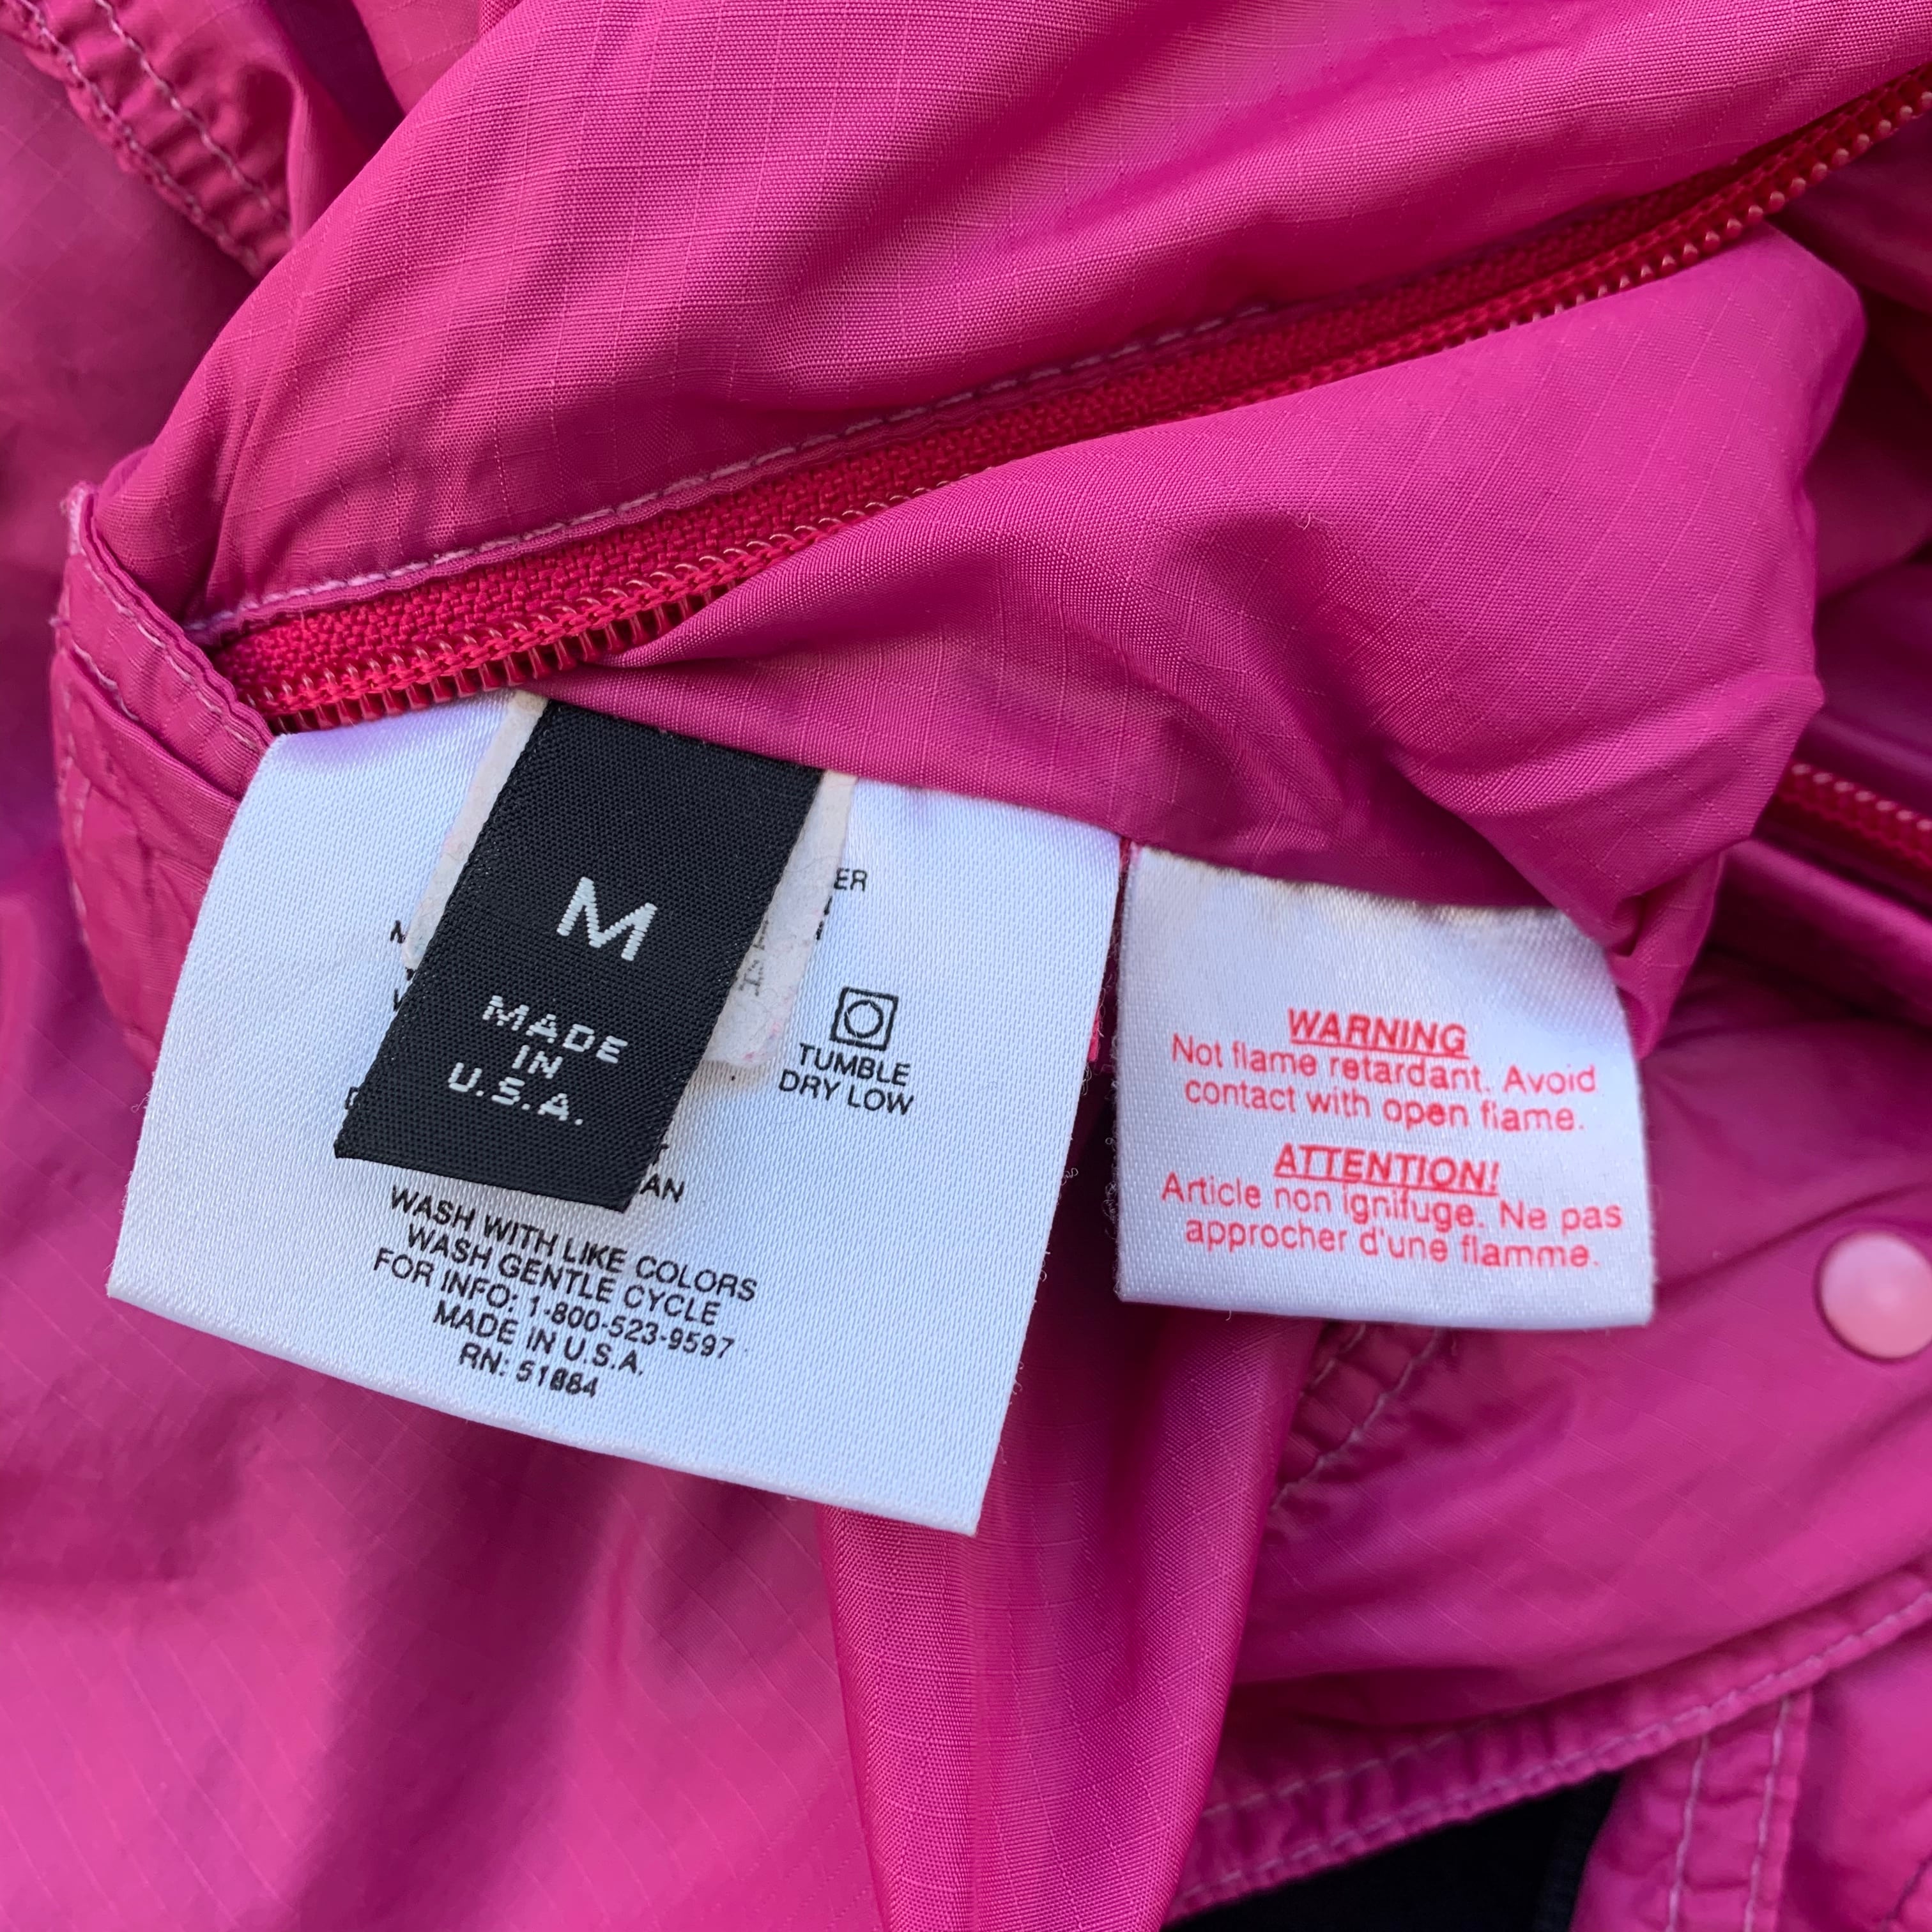 M
MADE
IN
U.S.A.
ER
TUMBLE
DRY LOW
AN
WASH WITH LIKE COLORS
WASH GENTLE CYCLE
FOR INFO: 1-800-523-9597
MADE IN U.S.A.
RN: 51884
WARNING
Not flame retardant. Avoid
contact with open flame.
ATTENTION!
Article non ignifuge. Ne pas
approcher d'une flamme.